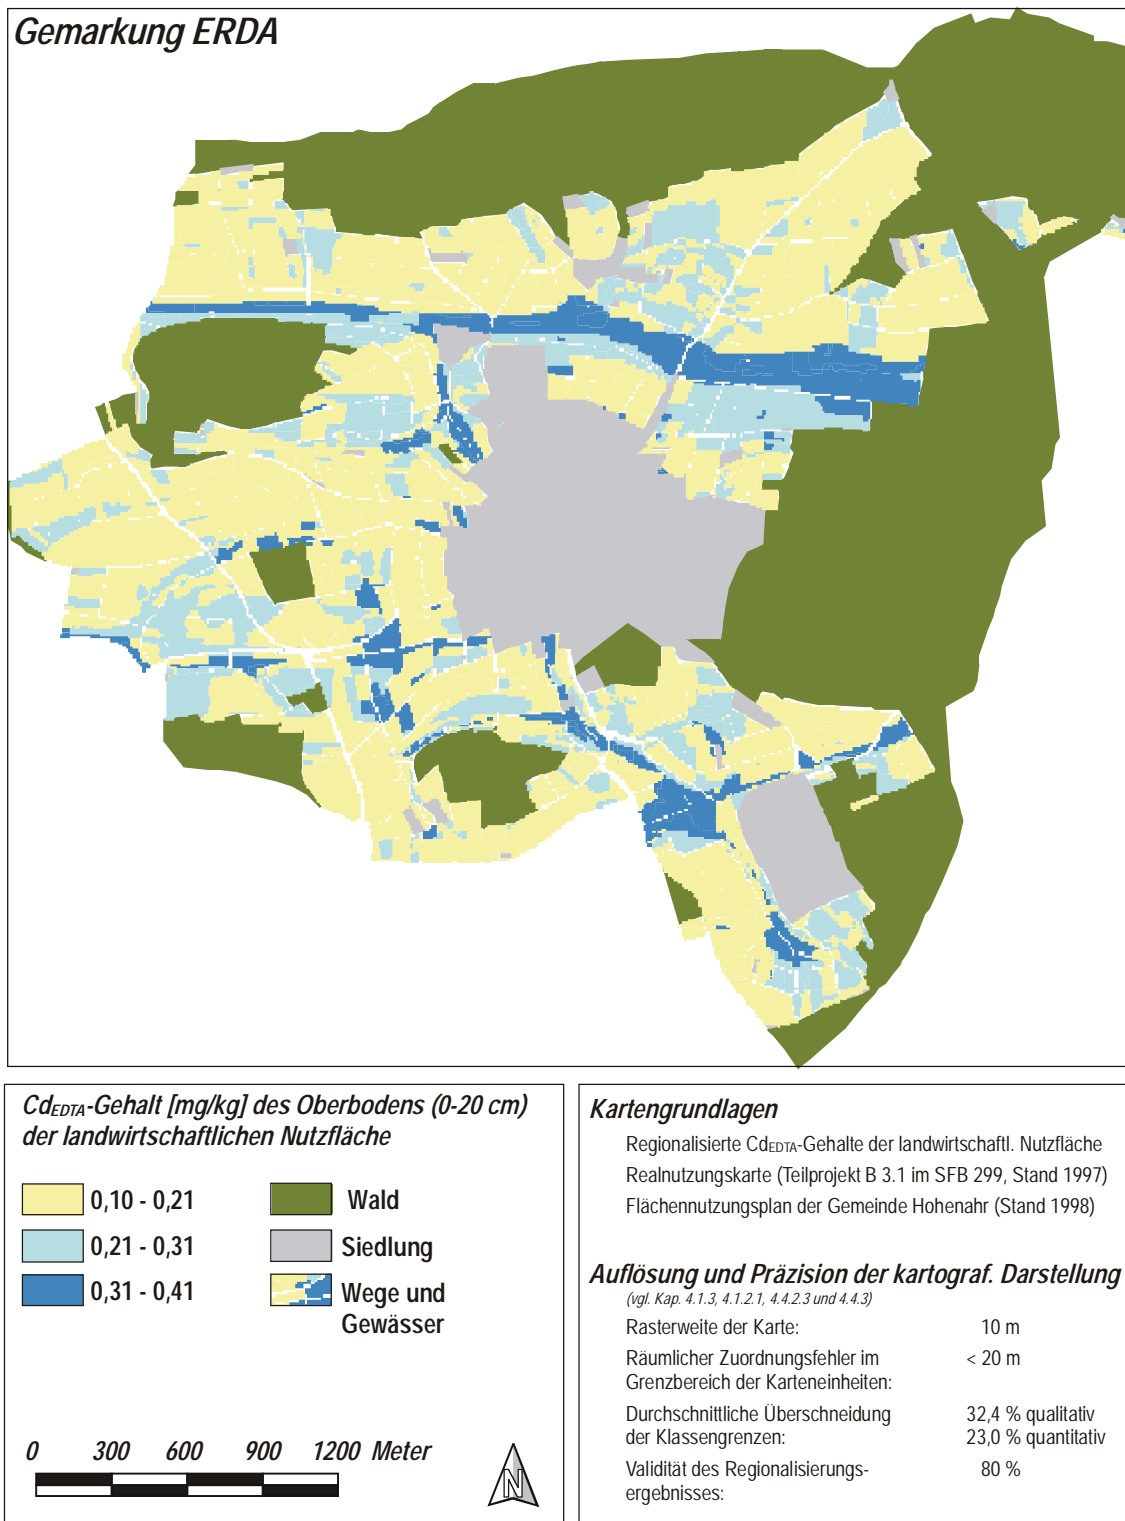 Gemarkung ERDA
CdEDTA-Gehalt [mg/kg] des Oberbodens (0-20 cm)
der landwirtschaftlichen Nutzfläche
0,10 - 0,21
Wald
0,21 - 0,31
Siedlung
0,31 - 0,41
Wege und
Gewässer
0 300 600 900 1200 Meter
N
Kartengrundlagen
Regionalisierte CdEDTA-Gehalte der landwirtschaftl. Nutzfläche
Realnutzungskarte (Teilprojekt B 3.1 im SFB 299, Stand 1997)
Flächennutzungsplan der Gemeinde Hohenahr (Stand 1998)
Auflösung und Präzision der kartograf. Darstellung
(vgl. Kap. 4.1.3, 4.1.2.1, 4.4.2.3 und 4.4.3)
Rasterweite der Karte: 10 m
Räumlicher Zuordnungsfehler im < 20 m
Grenzbereich der Karteneinheiten:
Durchschnittliche Überschneidung 32,4 % qualitativ
der Klassengrenzen: 23,0 % quantitativ
Validität des Regionalisierungs- 80 %
ergebnisses: